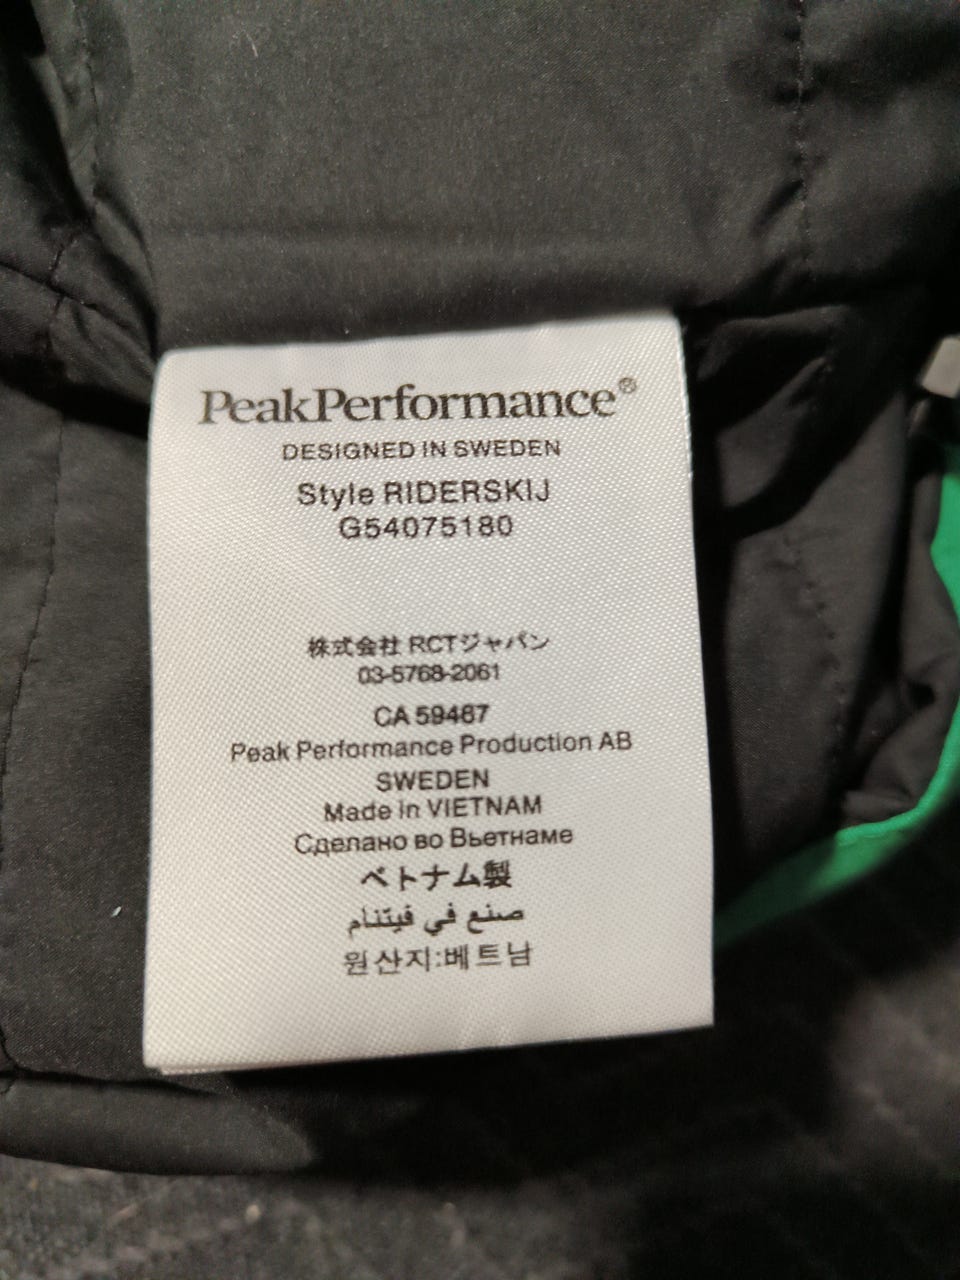 PeakPerformance®
DESIGNED IN SWEDEN
Style RIDERSKIJ
G54075180
株式会社 RCTジャパン
03-5768-2061
CA 59487
Peak Performance Production AB
SWEDEN
Made in VIETNAM
Сделано во Вьетнаме
ベトナム製
صنع في فيتنام
원산지:베트남